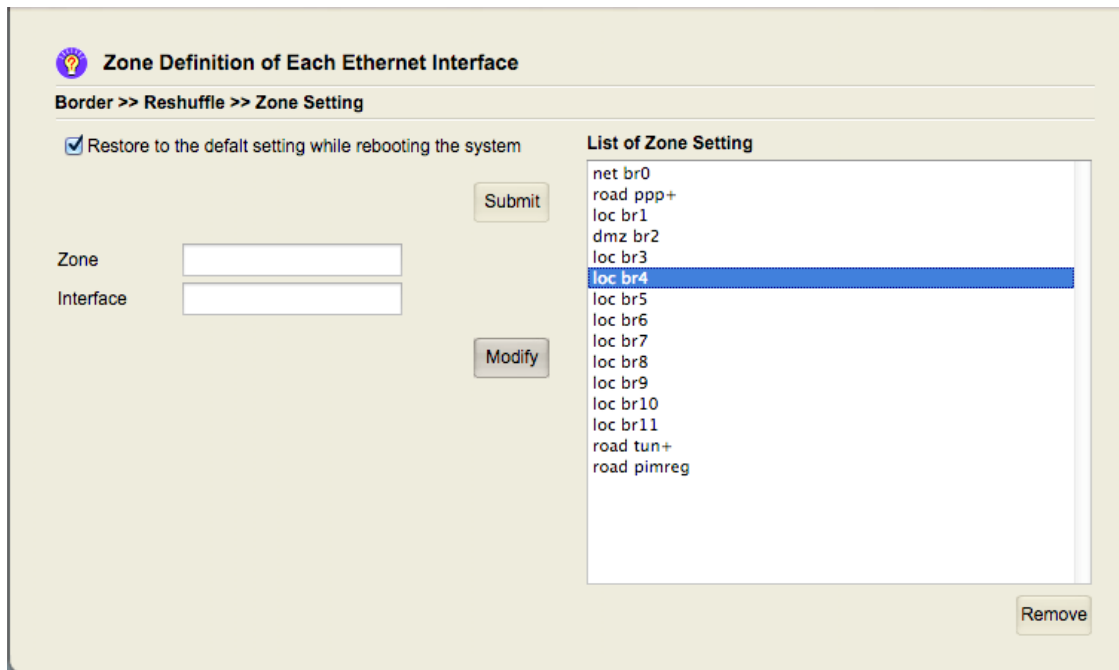 Zone Definition of Each Ethernet Interface
Border >> Reshuffle >> Zone Setting
Restore to the defalt setting while rebooting the system
Submit
Zone
Interface
Modify
List of Zone Setting
net br0
road ppp+
loc br1
dmz br2
loc br3
loc br4
loc br5
loc br6
loc br7
loc br8
loc br9
loc br10
loc br11
road tun+
road pimreg
Remove